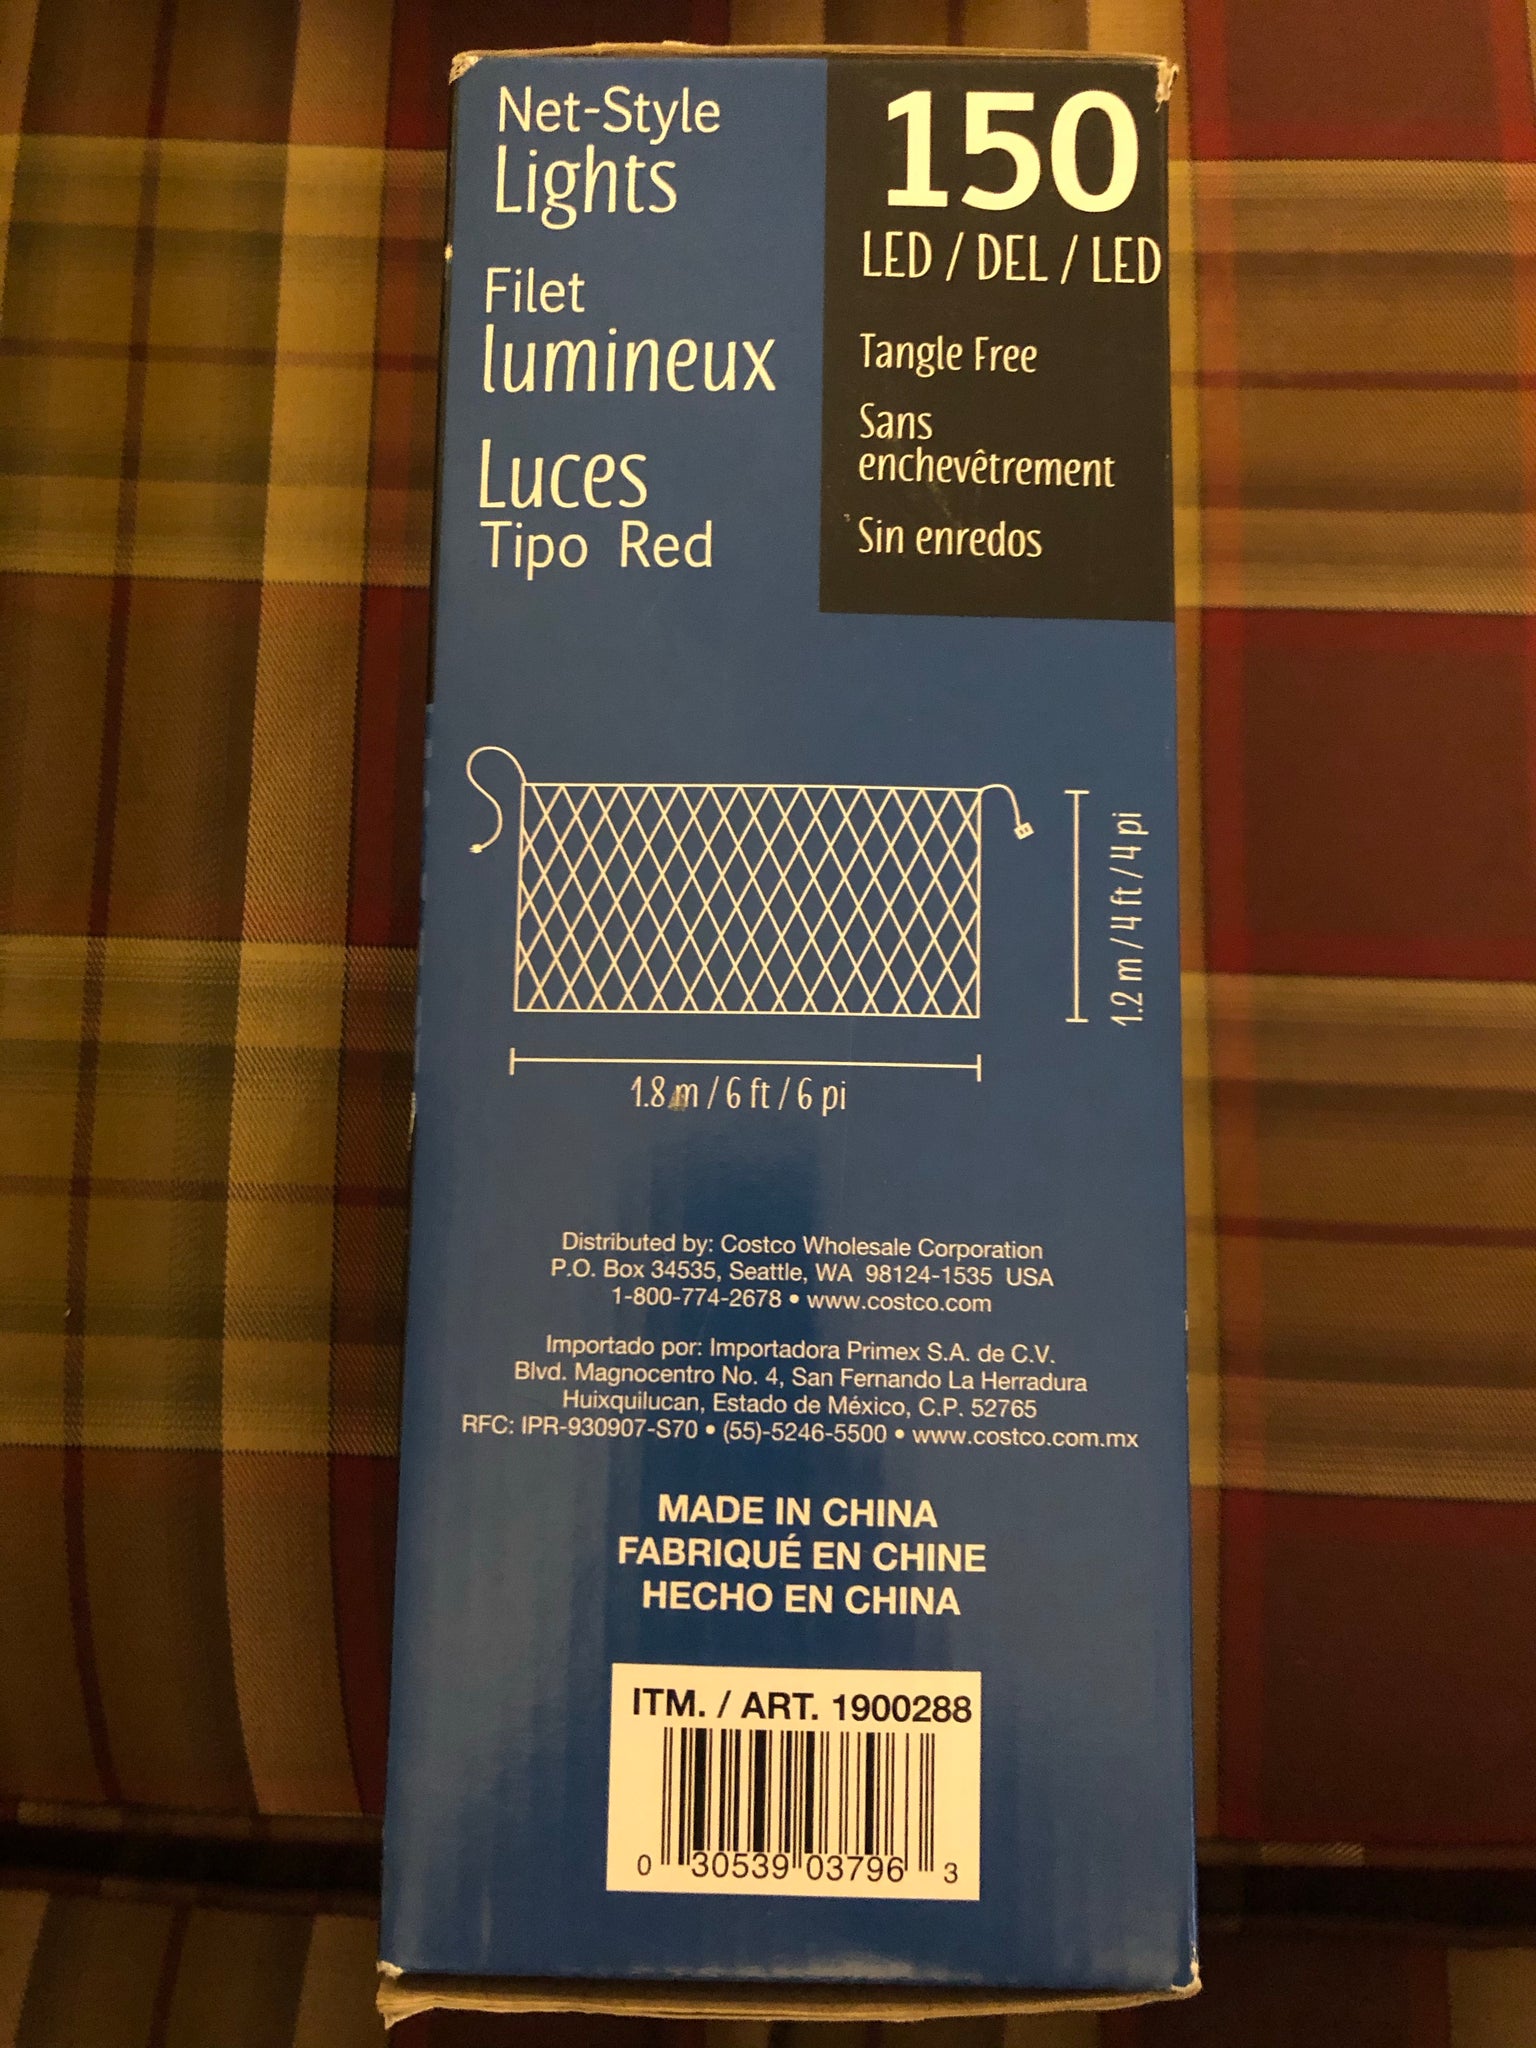 Net-Style
Lights
Filet
lumineux
Luces
Tipo Red
150
LED / DEL / LED
Tangle Free
Sans
enchevêtrement
Sin enredos
1.2 m / 4 ft / 4 pi
1.8 m / 6 ft / 6 pi
Distributed by: Costco Wholesale Corporation
P.O. Box 34535, Seattle, WA 98124-1535 USA
1-800-774-2678 • www.costco.com
Importado por: Importadora Primex S.A. de C.V.
Blvd. Magnocentro No. 4, San Fernando La Herradura
Huixquilucan, Estado de México, C.P. 52765
RFC: IPR-930907-S70 • (55)-5246-5500 • www.costco.com.mx
MADE IN CHINA
FABRIQUÉ EN CHINE
HECHO EN CHINA
ITM. / ART. 1900288
0 30539 03796 3